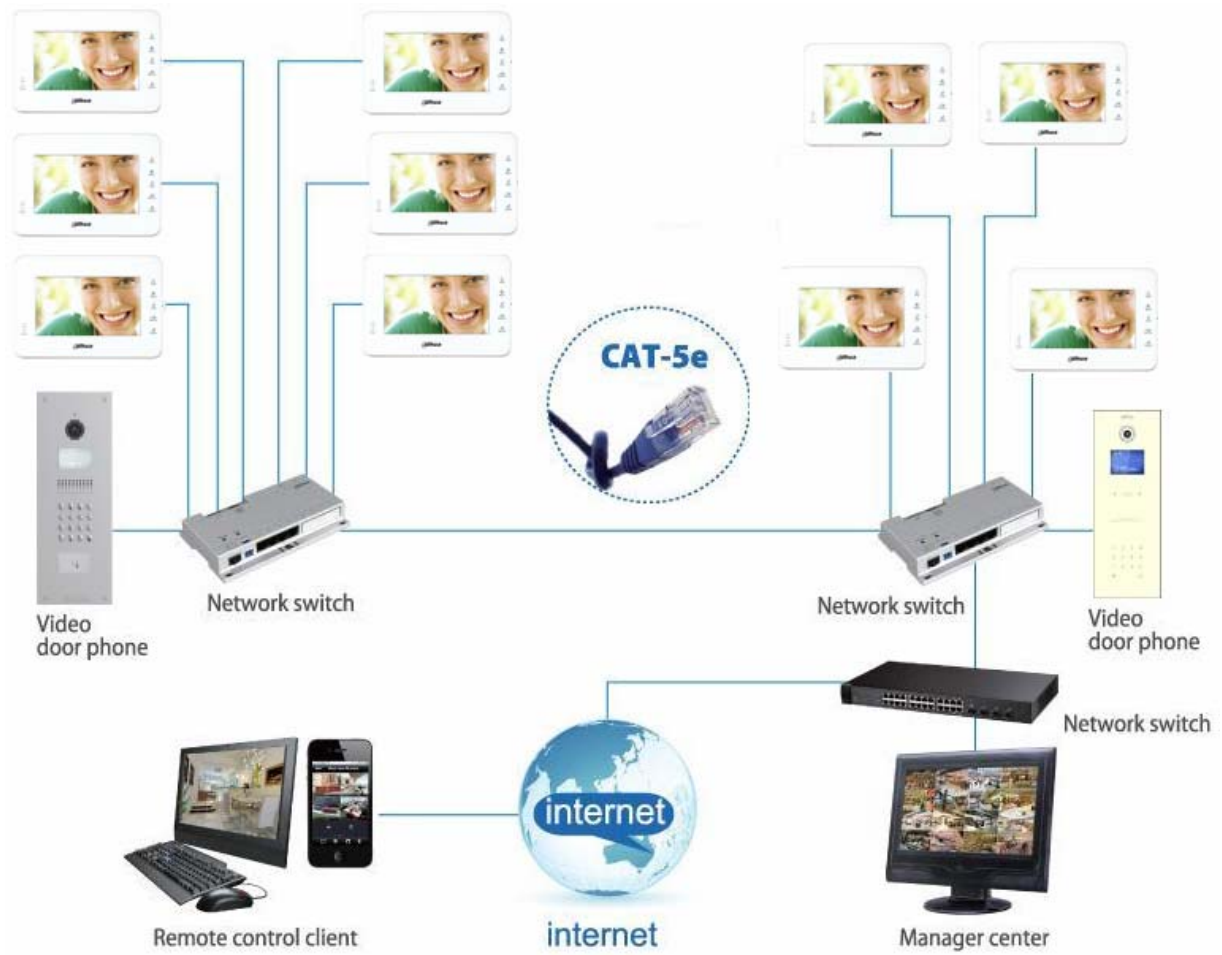 CAT-5e
Network switch
Video
door phone
Network switch
Video
door phone
Network switch
internet
Remote control client
internet
Manager center